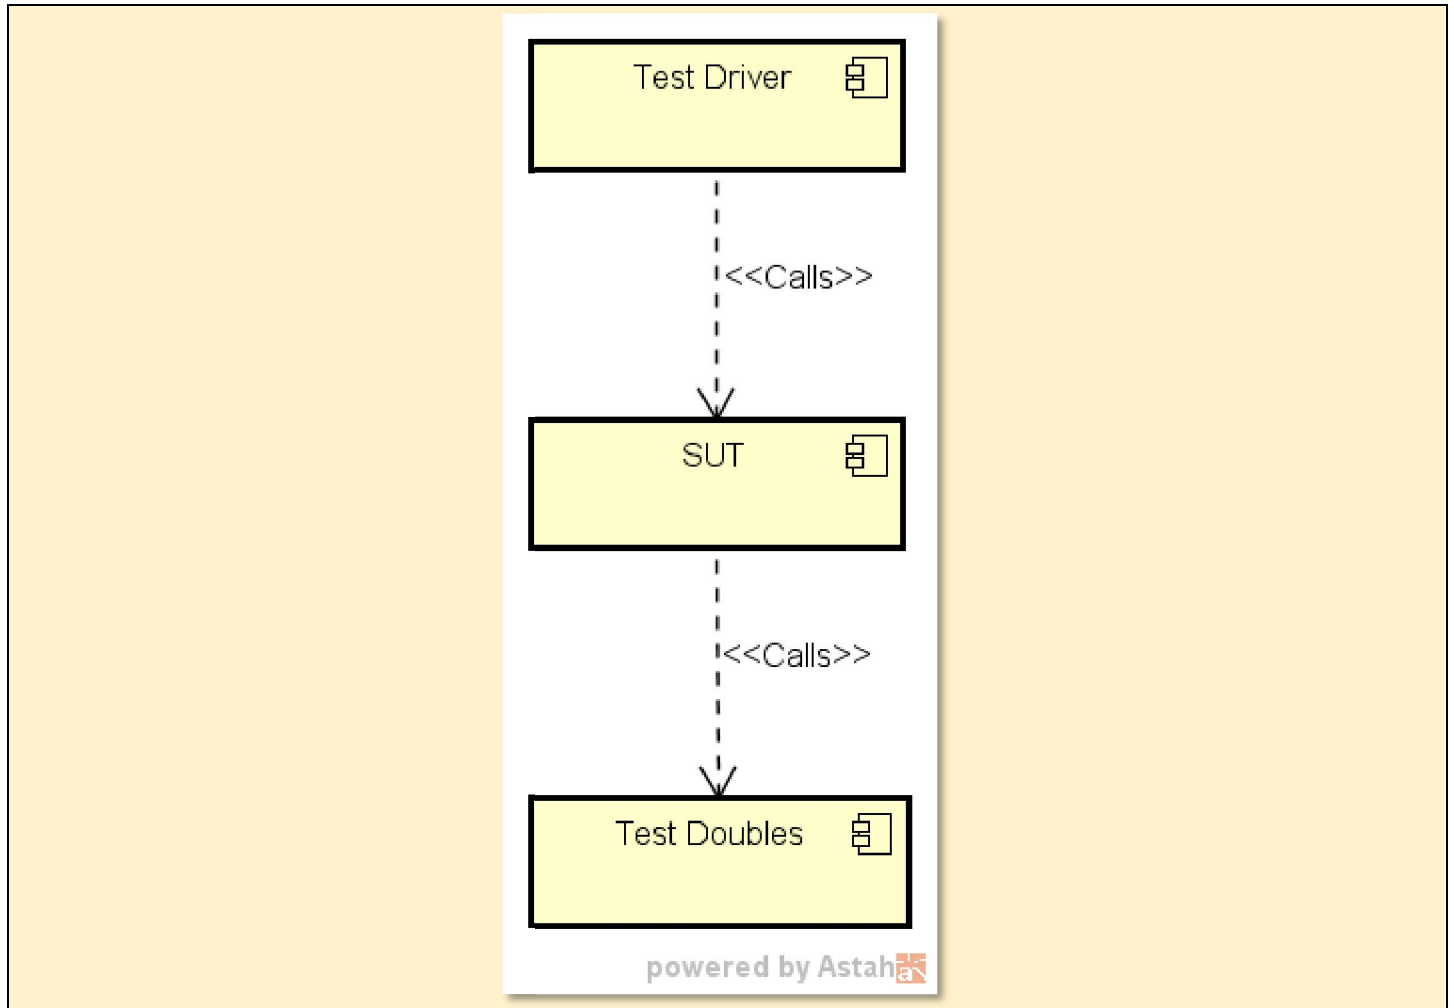 Test Driver
<<Calls>>
SUT
<<Calls>>
Test Doubles
powered by Astah